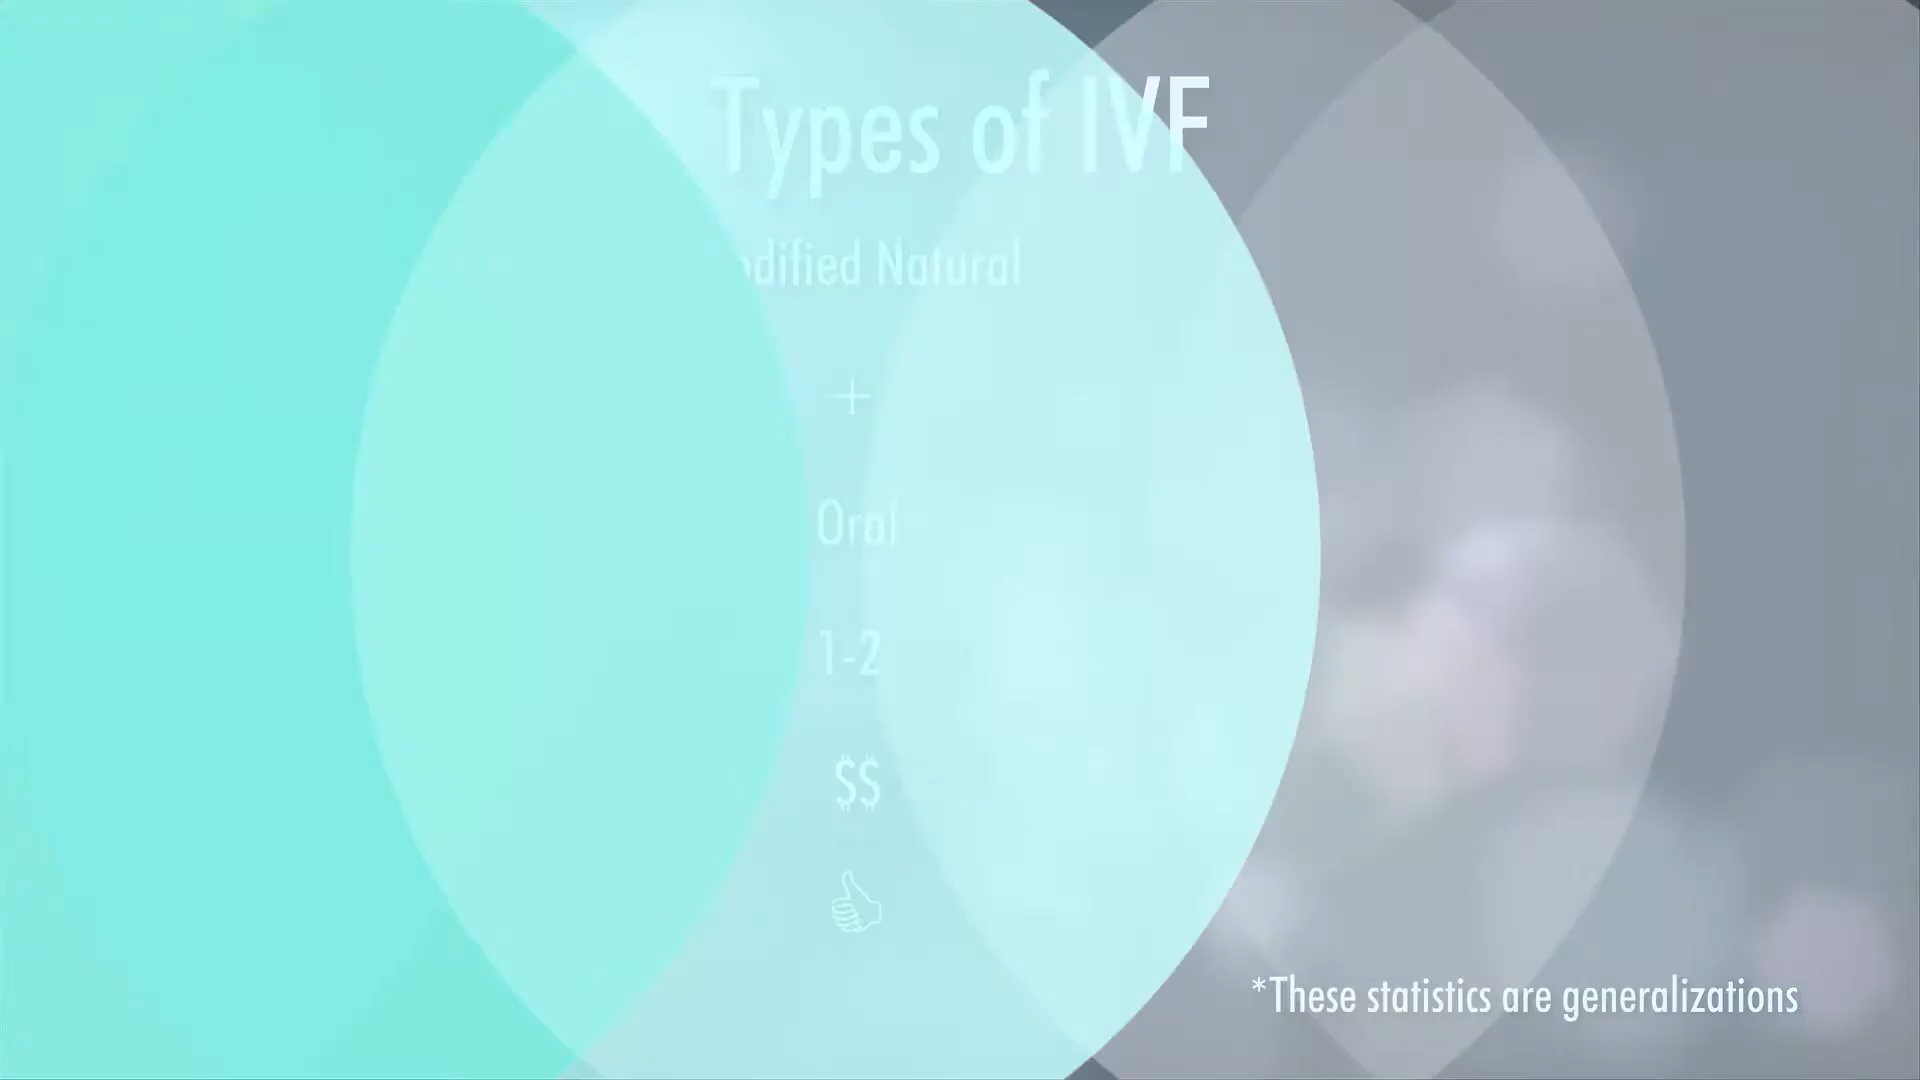 Types of IVF
odified Natural
+
Oral
1-2
$$
*These statistics are generalizations